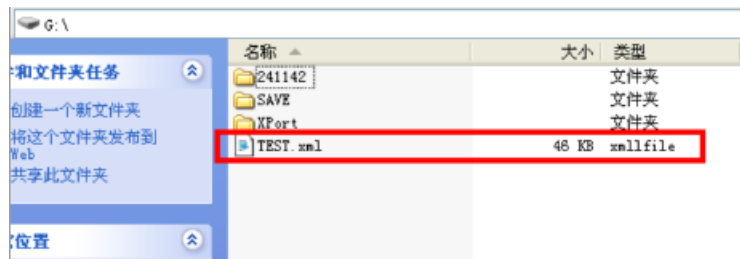 G:\
名称 大小 类型
和文件夹任务
241142 文件夹
SAVE 文件夹
创建一个新文件夹
XPort 文件夹
将这个文件夹发布到
Web
TEST.xml 46 KB xmllfile
共享此文件夹
位置